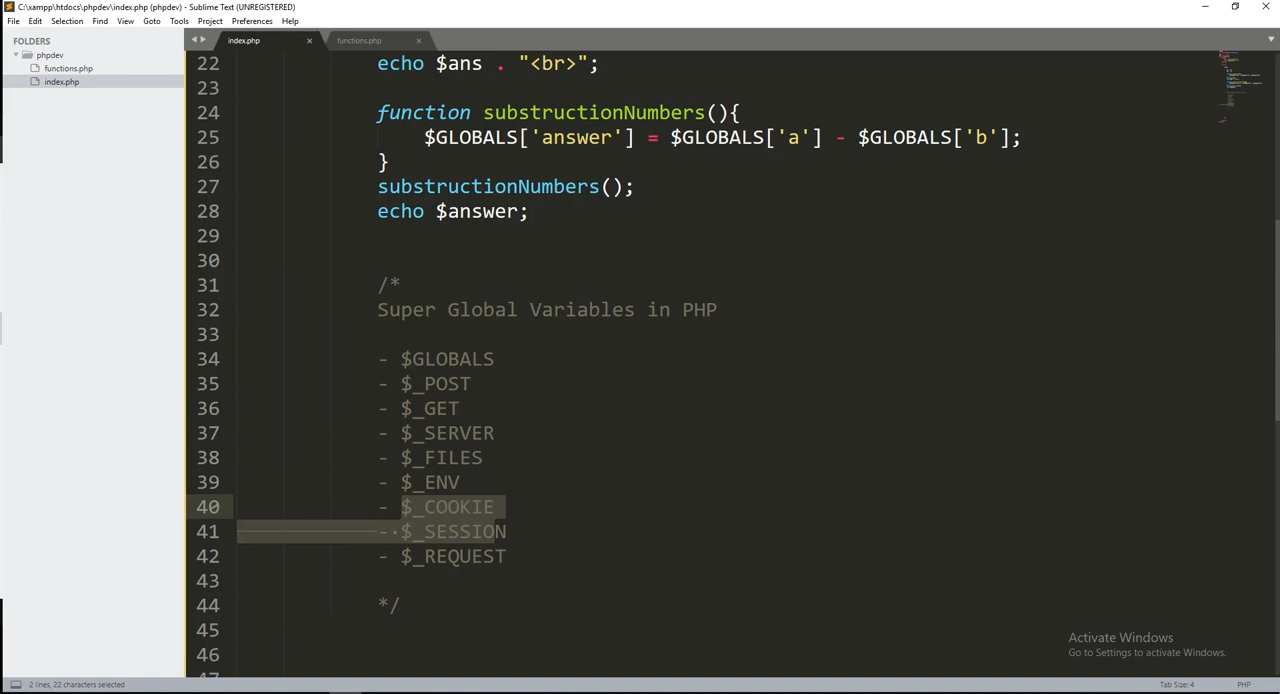 C:\xampp\htdocs\phpdev\index.php (phpdev) - Sublime Text (UNREGISTERED)
File Edit Selection Find View Goto Tools Project Preferences Help
FOLDERS
phpdev
functions.php
index.php
index.php × functions.php ×
22 echo $ans . "<br>";
23
24 function substructionNumbers(){
25 $GLOBALS['answer'] = $GLOBALS['a'] - $GLOBALS['b'];
26 }
27 substructionNumbers();
28 echo $answer;
29
30
31 /*
32 Super Global Variables in PHP
33
34 - $GLOBALS
35 - $_POST
36 - $_GET
37 - $_SERVER
38 - $_FILES
39 - $_ENV
40 - $_COOKIE
41 - $_SESSION
42 - $_REQUEST
43
44 */
45
46
47
Activate Windows
Go to Settings to activate Windows.
2 lines, 22 characters selected
Tab Size: 4 PHP